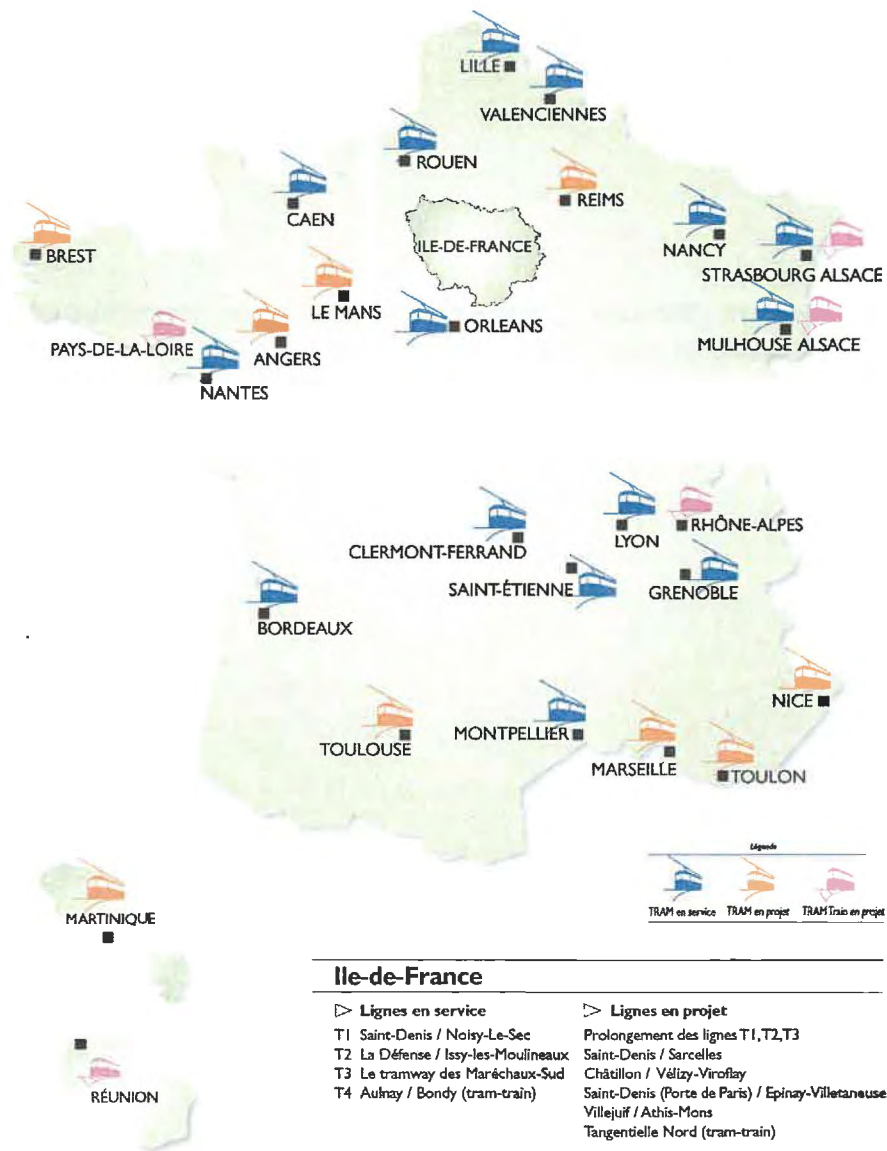 LILLE
VALENCIENNES
ROUEN
REIMS
CAEN
ILE-DE-FRANCE
NANCY
BREST
STRASBOURG ALSACE
LE MANS
ORLEANS
PAYS-DE-LA-LOIRE
ANGERS
MULHOUSE ALSACE
NANTES
CLERMONT-FERRAND
LYON
RHÔNE-ALPES
SAINT-ÉTIENNE
GRENOBLE
BORDEAUX
NICE
TOULOUSE
MONTPELLIER
MARSEILLE
TOULON
Légende
TRAM en service TRAM en projet TRAM Train en projet
MARTINIQUE
RÉUNION
Ile-de-France
Lignes en service
T1 Saint-Denis / Noisy-Le-Sec
T2 La Défense / Issy-les-Moulineaux
T3 Le tramway des Maréchaux-Sud
T4 Aulnay / Bondy (tram-train)
Lignes en projet
Prolongement des lignes T1,T2,T3
Saint-Denis / Sarcelles
Châtillon / Vélizy-Viroflay
Saint-Denis (Porte de Paris) / Epinay-Villetaneuse
Villejuif / Athis-Mons
Tangentielle Nord (tram-train)